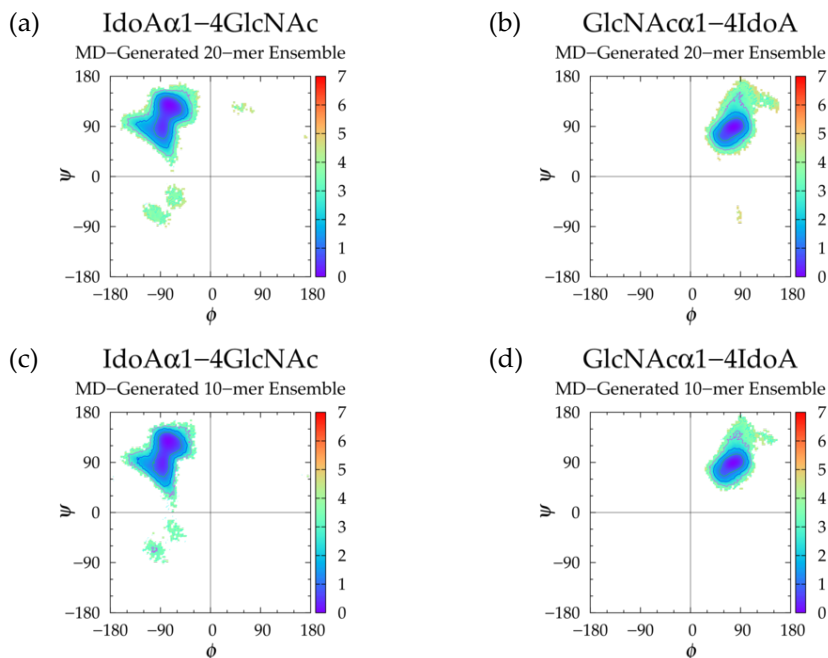 (a)
IdoAα1−4GlcNAc
MD−Generated 20−mer Ensemble
180
90
0
−90
−180
ψ
−180 −90 0 90 180
ϕ
7
6
5
4
3
2
1
0
(b)
GlcNAcα1−4IdoA
MD−Generated 20−mer Ensemble
180
90
0
−90
−180
ψ
−180 −90 0 90 180
ϕ
7
6
5
4
3
2
1
0
(c)
IdoAα1−4GlcNAc
MD−Generated 10−mer Ensemble
180
90
0
−90
−180
ψ
−180 −90 0 90 180
ϕ
7
6
5
4
3
2
1
0
(d)
GlcNAcα1−4IdoA
MD−Generated 10−mer Ensemble
180
90
0
−90
−180
ψ
−180 −90 0 90 180
ϕ
7
6
5
4
3
2
1
0